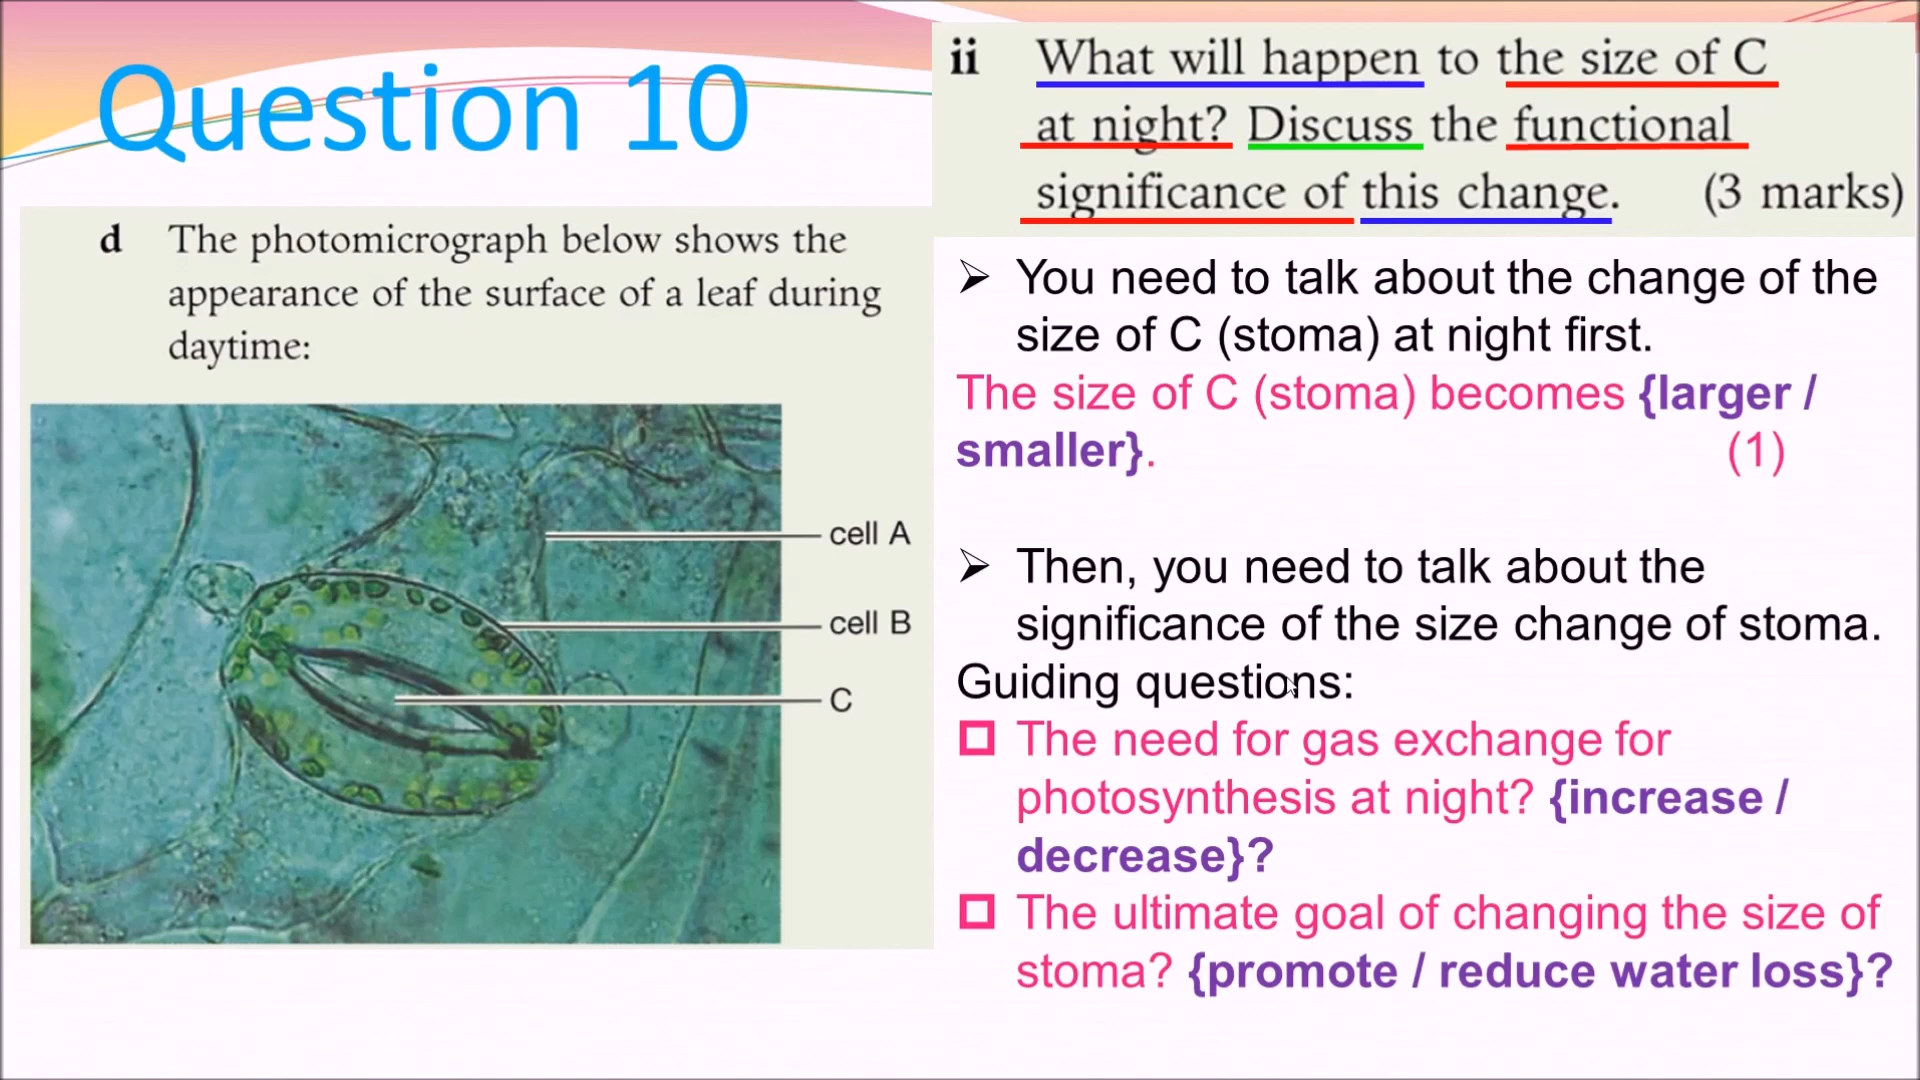 Question 10
d The photomicrograph below shows the
appearance of the surface of a leaf during
daytime:
cell A
cell B
C
ii What will happen to the size of C
at night? Discuss the functional
significance of this change. (3 marks)
➢ You need to talk about the change of the
size of C (stoma) at night first.
The size of C (stoma) becomes {larger /
smaller}. (1)
➢ Then, you need to talk about the
significance of the size change of stoma.
Guiding questions:
The need for gas exchange for
photosynthesis at night? {increase /
decrease}?
The ultimate goal of changing the size of
stoma? {promote / reduce water loss}?